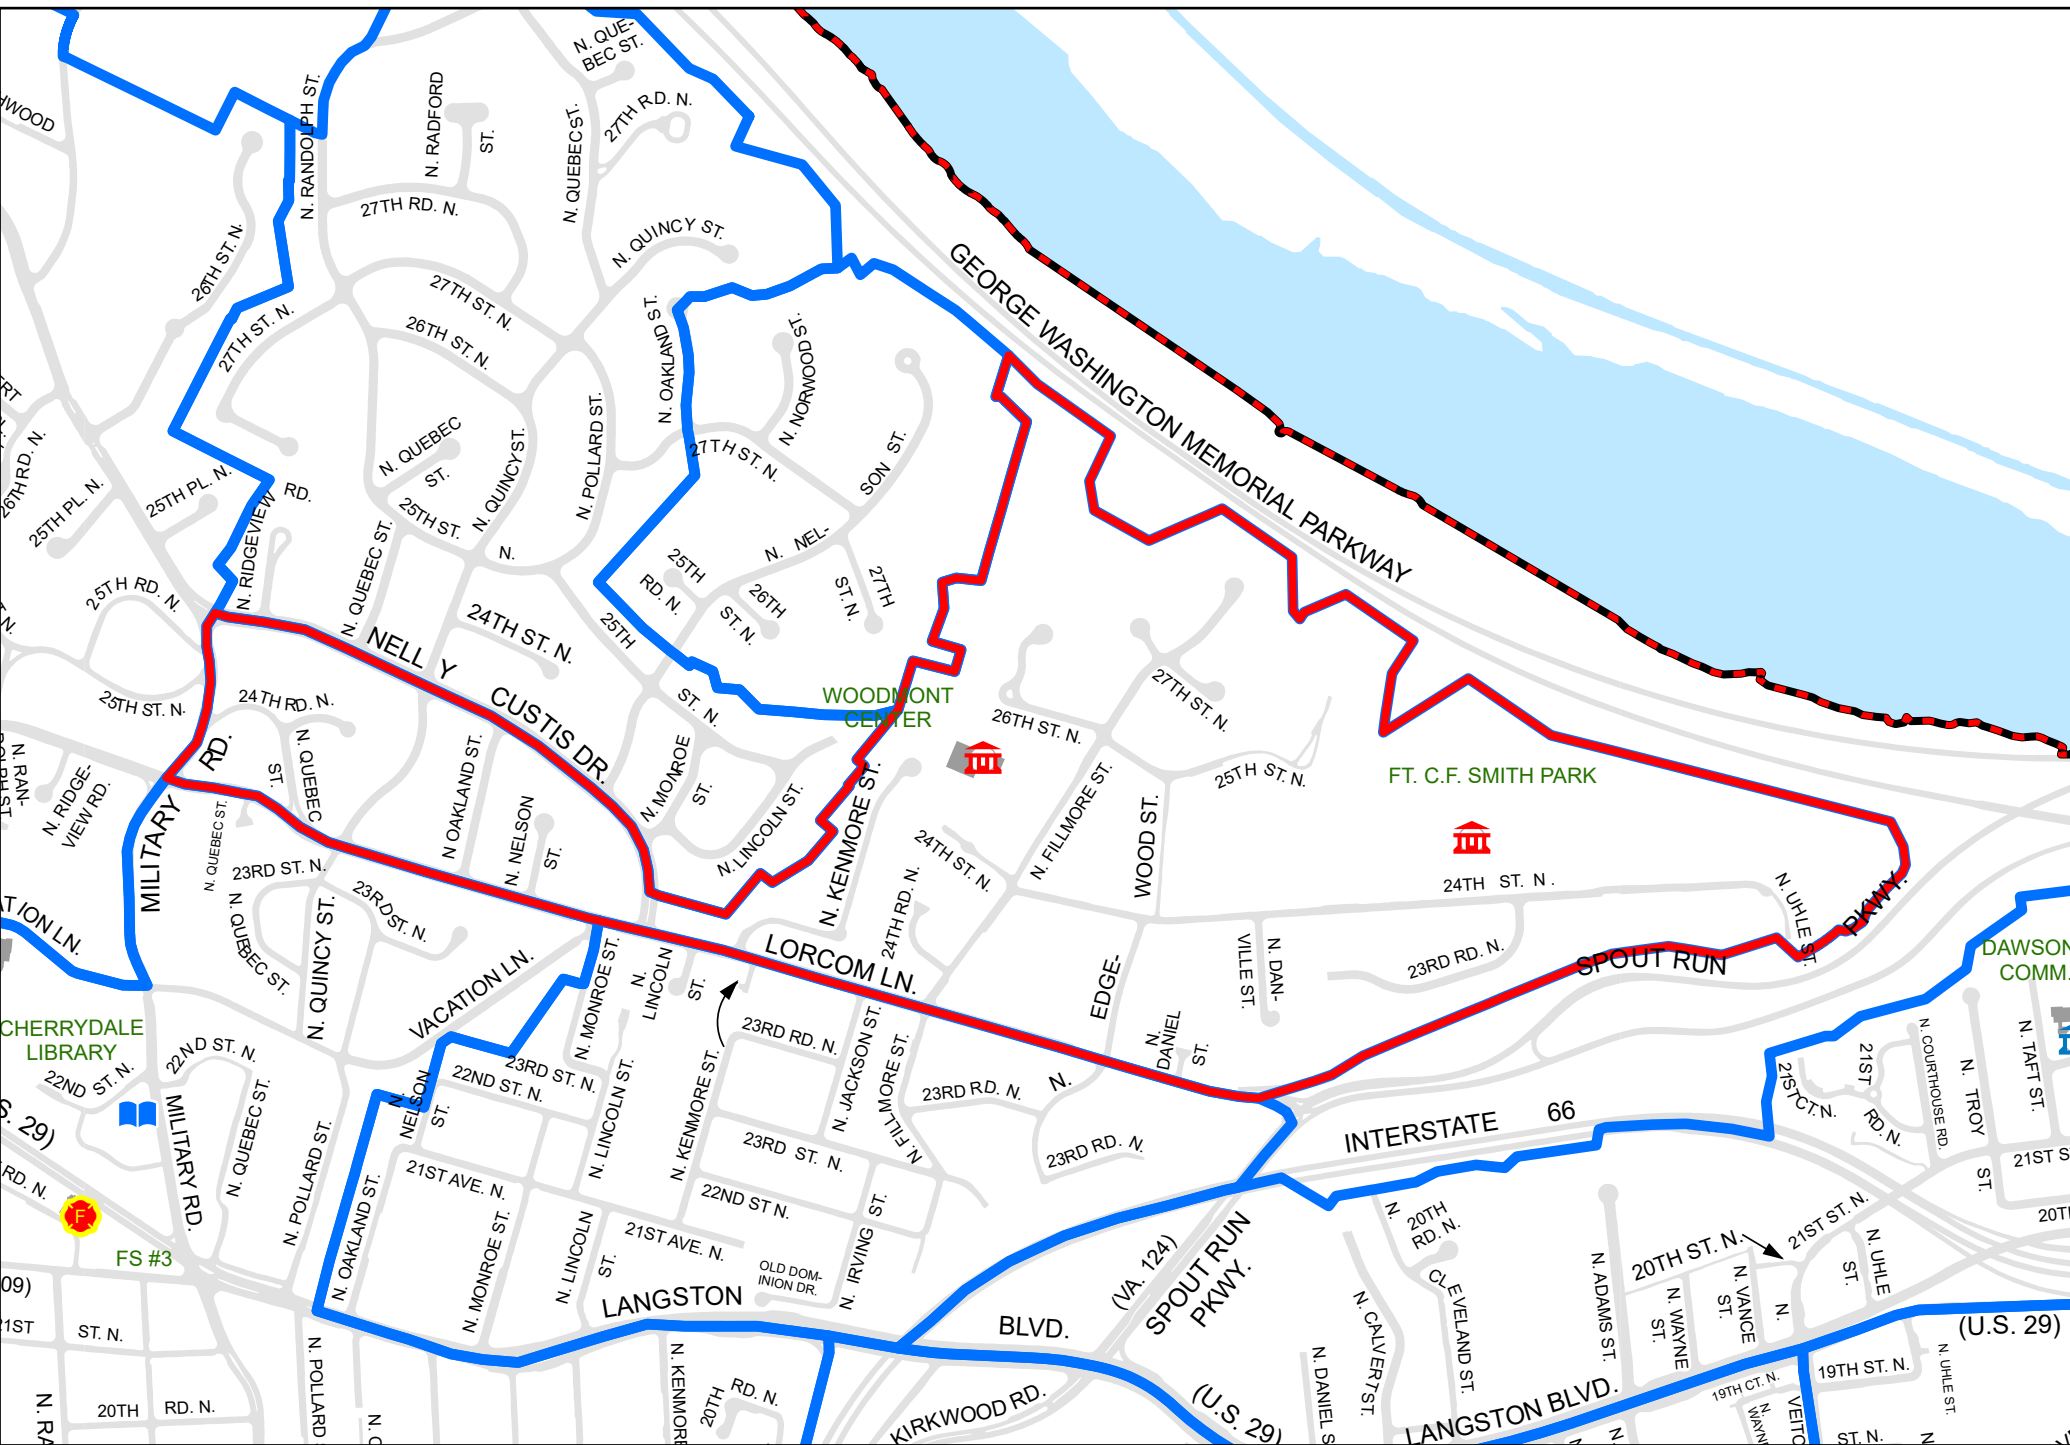 N. QUE-
BEC ST.
N. RANDOLPH ST.
N. RADFORD
ST.
N. QUEBEC ST.
27TH RD. N.
27TH RD. N.
N. QUINCY ST.
26TH ST. N.
27TH ST. N.
27TH ST. N.
26TH ST. N.
N. OAKLAND ST.
N. NORWOOD ST.
GEORGE WASHINGTON MEMORIAL PARKWAY
N. POLLARD ST.
N. QUEBEC
ST.
N. QUINCY ST.
27TH ST. N.
SON ST.
N. NEL-
26TH RD. N.
25TH PL. N.
25TH PL. N.
N. RIDGEVIEW
RD.
25TH ST.
N.
N. QUEBEC ST.
25TH
RD. N.
26TH
ST. N.
27TH
ST. N.
25TH RD. N.
NELLY CUSTIS DR.
24TH ST. N.
25TH
ST. N.
25TH ST. N.
24TH RD. N.
WOODMONT
CENTER
26TH ST. N.
27TH ST. N.
25TH ST. N.
FT. C.F. SMITH PARK
N. RAN-
DOLPH ST.
N. RIDGE-
VIEW RD.
MILITARY
RD.
N. QUEBEC
ST.
N. QUEBEC ST.
N OAKLAND ST.
N. NELSON
ST.
N. MONROE
ST.
N. LINCOLN ST.
N. KENMORE ST.
24TH ST. N.
N. FILLMORE ST.
WOOD ST.
EDGE-
24TH ST. N.
N. UHLE ST.
23RD ST. N.
23RD ST. N.
N. QUEBEC ST.
N. QUINCY ST.
VACATION LN.
24TH RD. N.
LORCOM LN.
N. DAN-
VILLE ST.
23RD RD. N.
SPOUT RUN
PKWY.
DAWSON
COMM.
CHERRYDALE
LIBRARY
22ND ST. N.
22ND ST. N.
N. MONROE ST.
N.
LINCOLN
ST.
23RD RD. N.
N. JACKSON ST.
N. FILLMORE ST.
23RD RD. N.
N.
N.
DANIEL
ST.
23RD RD. N.
INTERSTATE 66
21ST CT. N.
21ST
RD. N.
N. COURTHOUSE RD.
N. TROY
ST.
N. TAFT ST.
MILITARY RD.
N. QUEBEC ST.
N. POLLARD ST.
N.
NELSON
ST.
22ND ST. N.
23RD ST. N.
N. LINCOLN ST.
N. KENMORE ST.
23RD ST. N.
22ND ST N.
N. IRVING ST.
F
FS #3
N. OAKLAND ST.
21ST AVE. N.
N. MONROE ST.
N. LINCOLN
ST.
21ST AVE. N.
OLD DOM-
INION DR.
LANGSTON
BLVD.
(VA. 124)
SPOUT RUN
PKWY.
N.
20TH
RD. N.
CLEVELAND ST.
N. CALVERT ST.
N. ADAMS ST.
20TH ST. N.
21ST ST. N.
N. UHLE
ST.
N. WAYNE
ST.
N. VANCE
ST.
N.
(U.S. 29)
ST. N.
20TH RD. N.
N. POLLARD
N. KENMORE
20TH
RD. N.
KIRKWOOD RD.
(U.S. 29)
N. DANIEL S
LANGSTON BLVD.
19TH CT. N.
19TH ST. N.
N. UHLE ST.
ST. N.